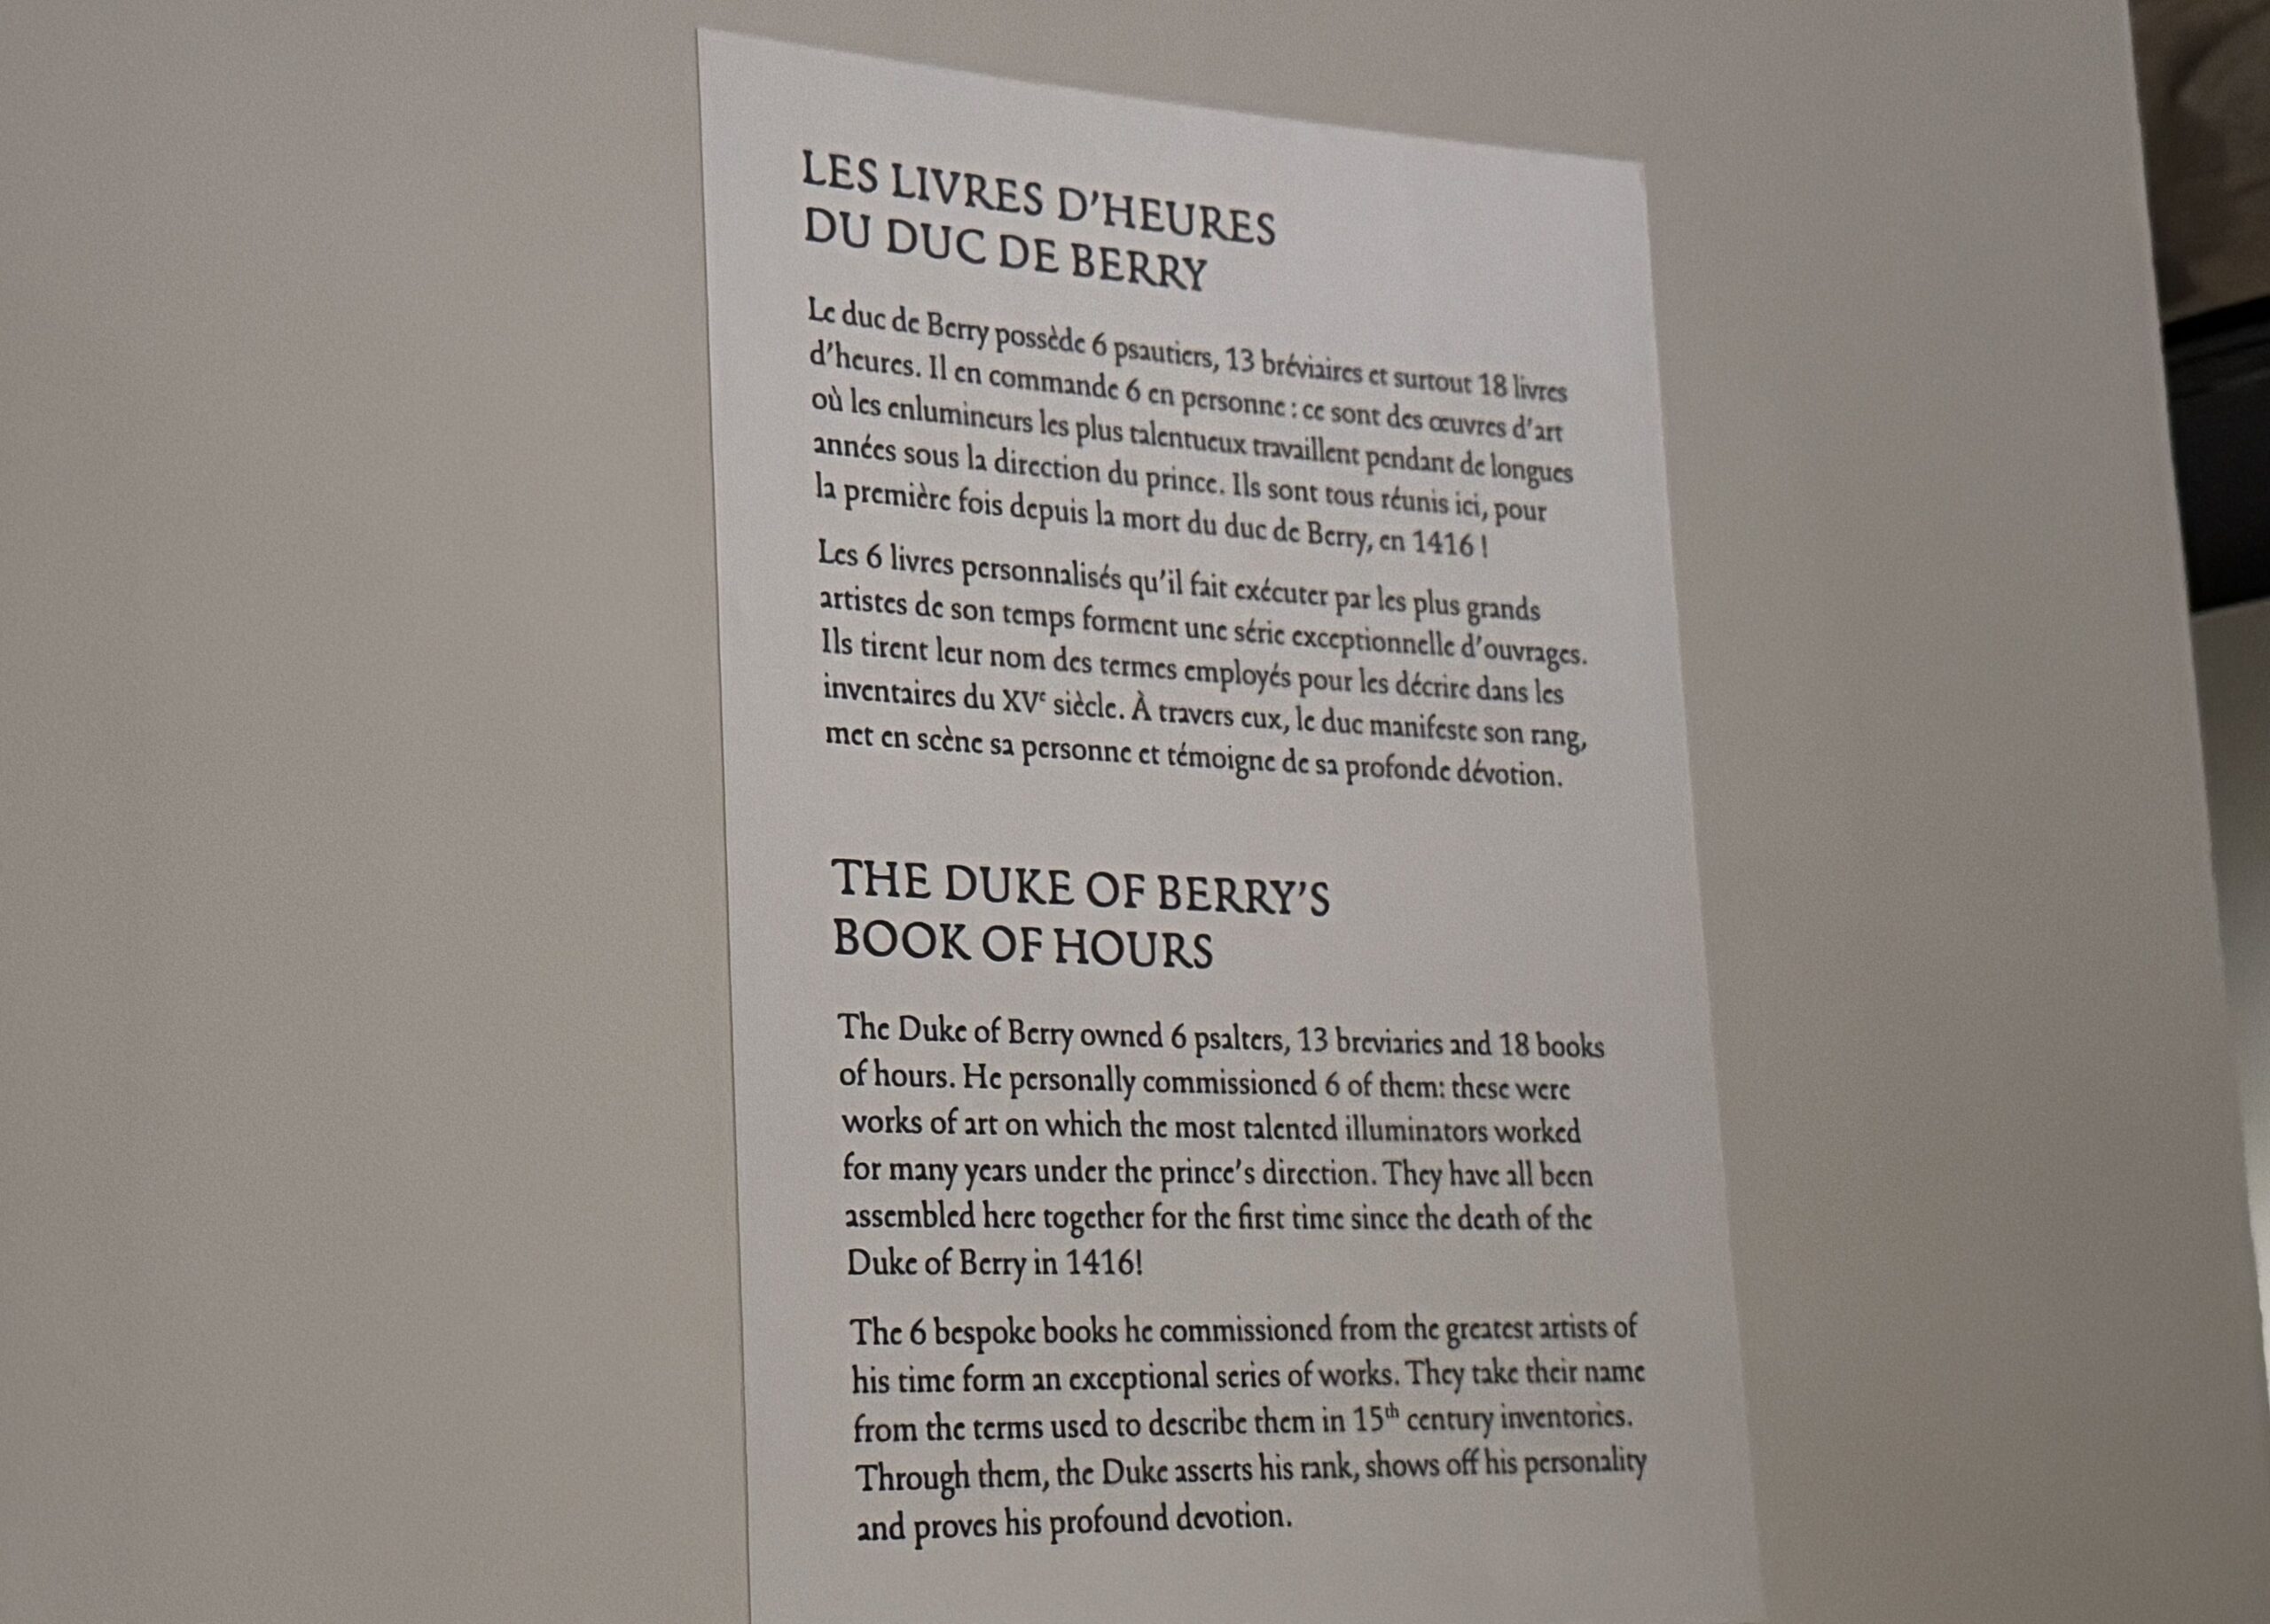 LES LIVRES D'HEURES
DU DUC DE BERRY
Le duc de Berry possède 6 psautiers, 13 bréviaires et surtout 18 livres
d'heures. Il en commande 6 en personne : ce sont des œuvres d'art
où les enlumineurs les plus talentueux travaillent pendant de longues
années sous la direction du prince. Ils sont tous réunis ici, pour
la première fois depuis la mort du duc de Berry, en 1416 !
Les 6 livres personnalisés qu'il fait exécuter par les plus grands
artistes de son temps forment une série exceptionnelle d'ouvrages.
Ils tirent leur nom des termes employés pour les décrire dans les
inventaires du XVᵉ siècle. À travers eux, le duc manifeste son rang,
met en scène sa personne et témoigne de sa profonde dévotion.
THE DUKE OF BERRY'S
BOOK OF HOURS
The Duke of Berry owned 6 psalters, 13 breviaries and 18 books
of hours. He personally commissioned 6 of them: these were
works of art on which the most talented illuminators worked
for many years under the prince's direction. They have all been
assembled here together for the first time since the death of the
Duke of Berry in 1416!
The 6 bespoke books he commissioned from the greatest artists of
his time form an exceptional series of works. They take their name
from the terms used to describe them in 15ᵗʰ century inventories.
Through them, the Duke asserts his rank, shows off his personality
and proves his profound devotion.